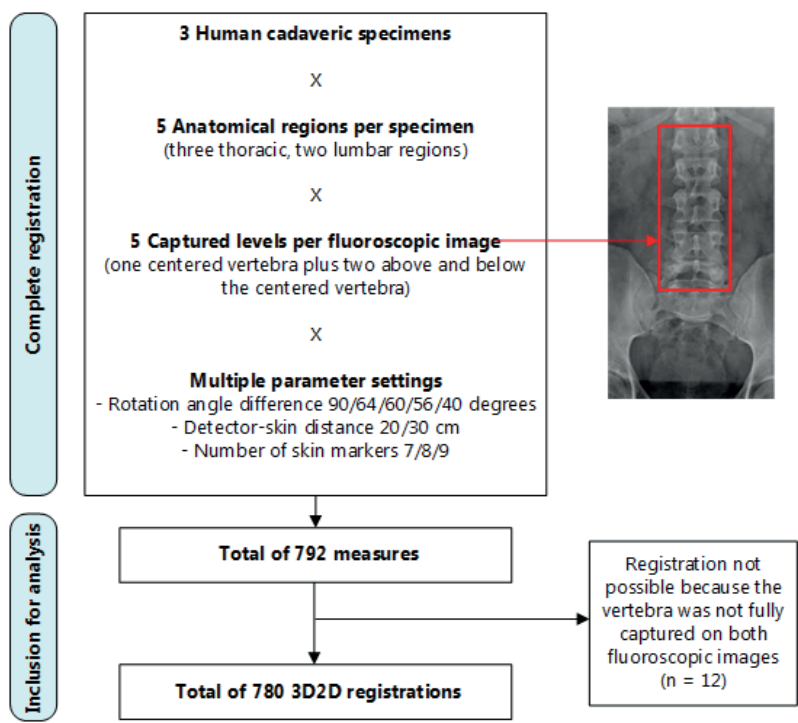 Complete registration
3 Human cadaveric specimens
X
5 Anatomical regions per specimen
(three thoracic, two lumbar regions)
X
5 Captured levels per fluoroscopic image
(one centered vertebra plus two above and below
the centered vertebra)
X
Multiple parameter settings
- Rotation angle difference 90/64/60/56/40 degrees
- Detector-skin distance 20/30 cm
- Number of skin markers 7/8/9
Inclusion for analysis
Total of 792 measures
Registration not
possible because the
vertebra was not fully
captured on both
fluoroscopic images
(n = 12)
Total of 780 3D2D registrations